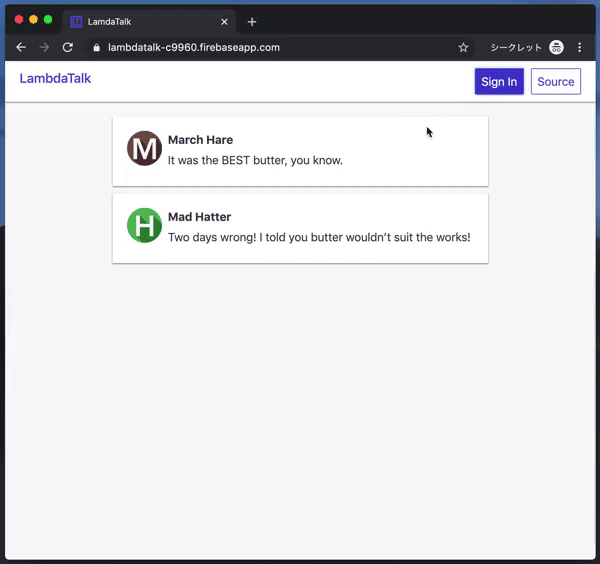 LamdaTalk
lambdatalk-c9960.firebaseapp.com
シークレット
LambdaTalk
Sign In
Source
M
March Hare
It was the BEST butter, you know.
H
Mad Hatter
Two days wrong! I told you butter wouldn’t suit the works!